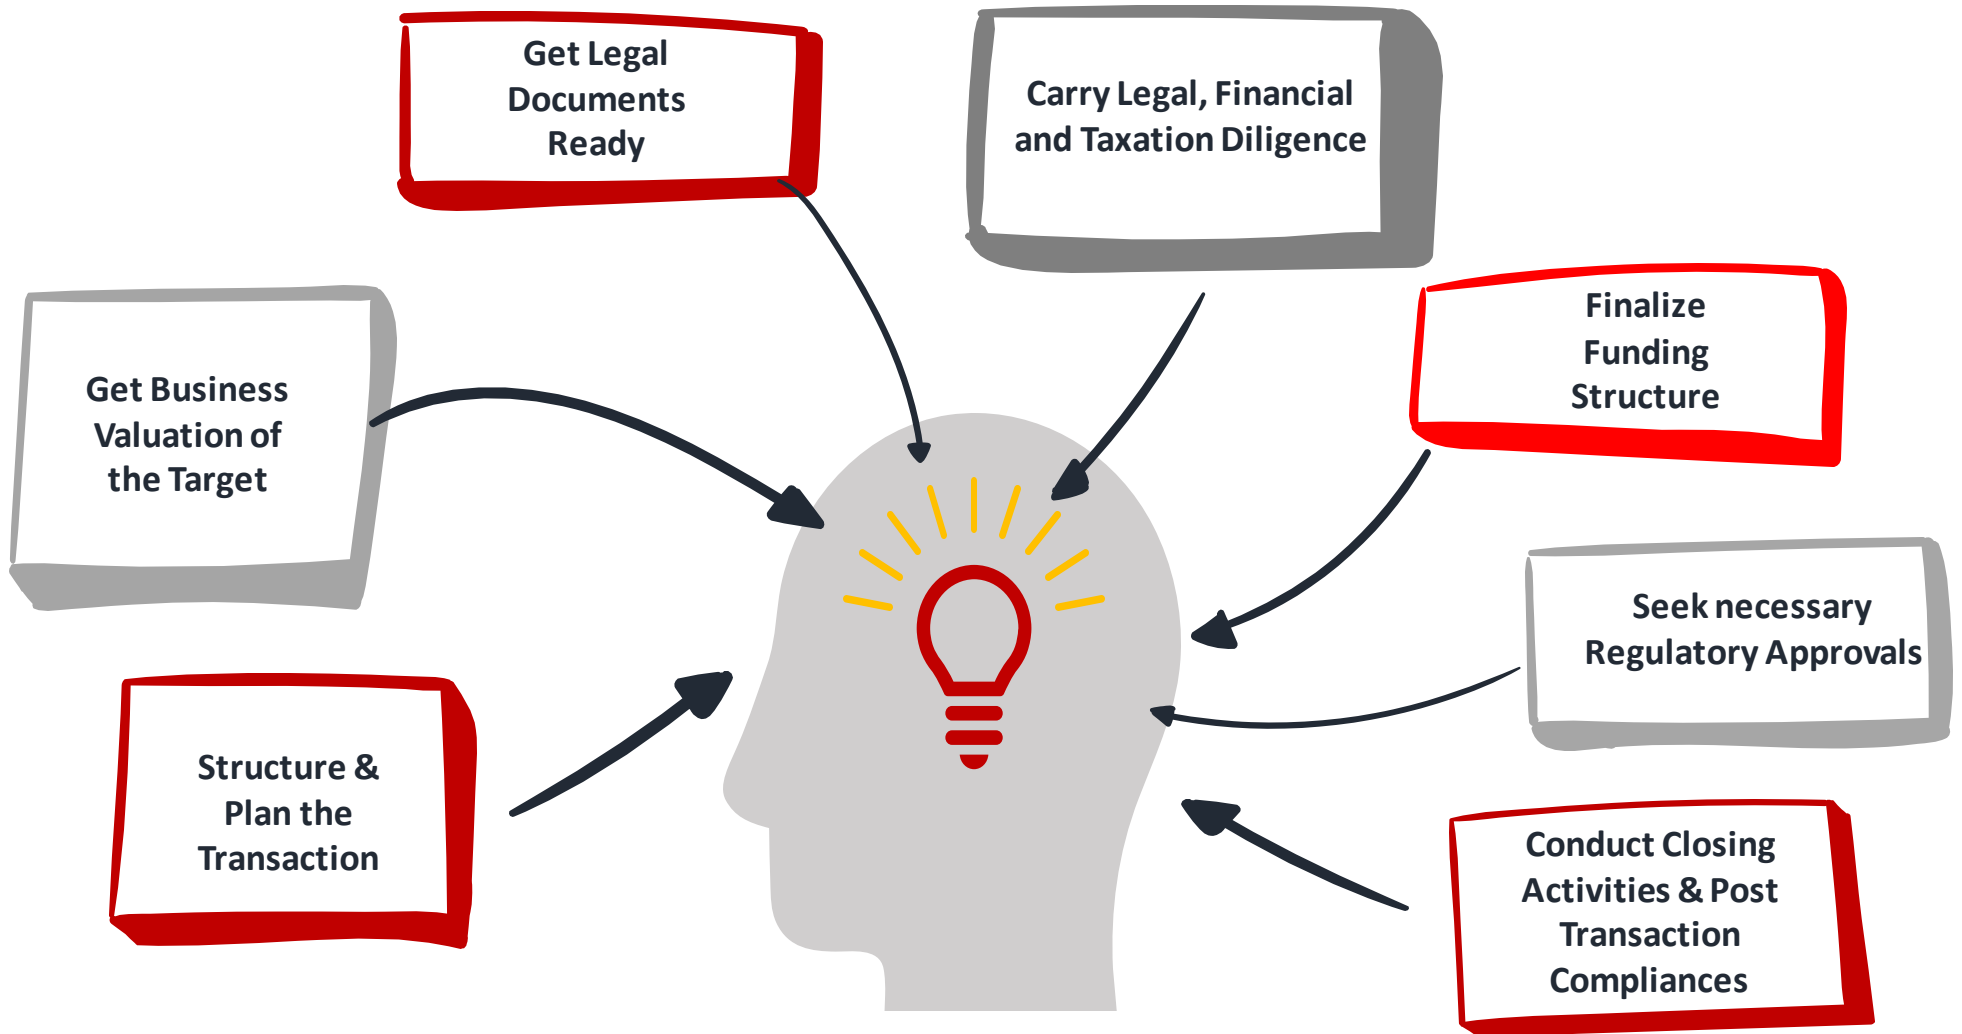 Get Legal
Documents
Ready
Carry Legal, Financial
and Taxation Diligence
Finalize
Funding
Structure
Get Business
Valuation of
the Target
Seek necessary
Regulatory Approvals
Structure &
Plan the
Transaction
Conduct Closing
Activities & Post
Transaction
Compliances